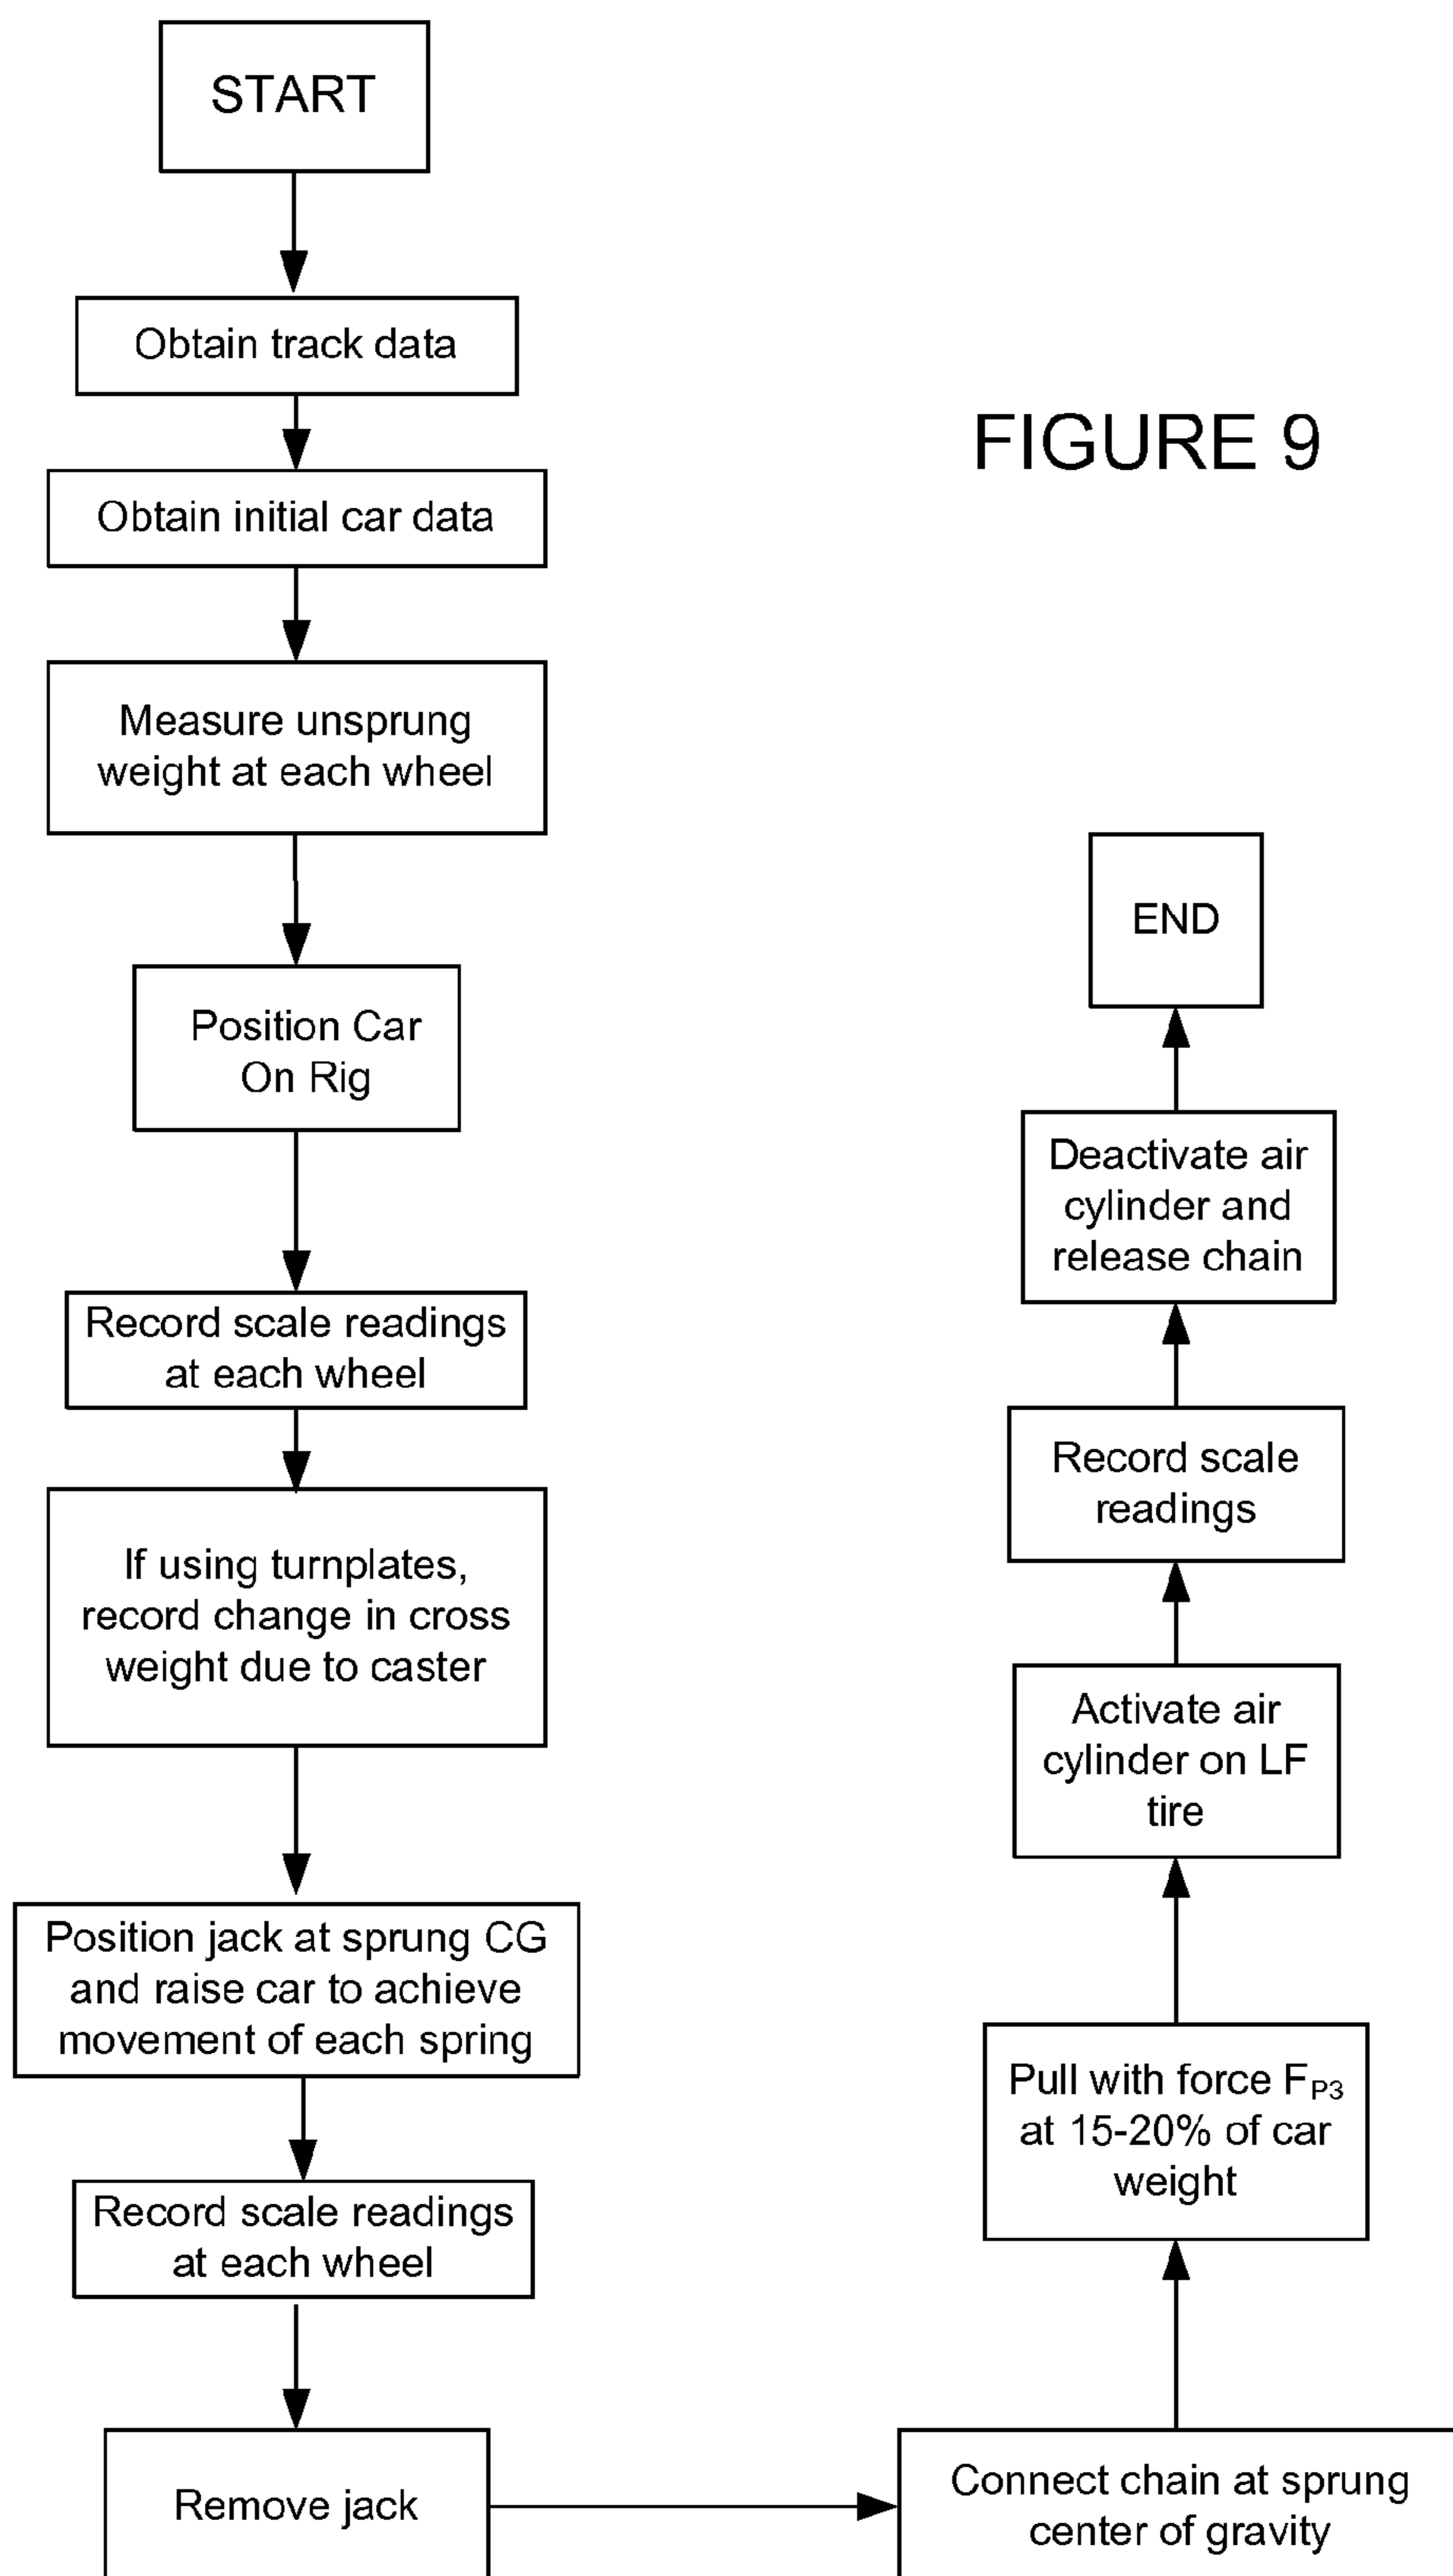 START
Obtain track data
Obtain initial car data
Measure unsprung
weight at each wheel
Position Car
On Rig
Record scale readings
at each wheel
If using turnplates,
record change in cross
weight due to caster
Position jack at sprung CG
and raise car to achieve
movement of each spring
Record scale readings
at each wheel
Remove jack
Connect chain at sprung
center of gravity
Pull with force FP3
at 15-20% of car
weight
Activate air
cylinder on LF
tire
Record scale
readings
Deactivate air
cylinder and
release chain
END
FIGURE 9